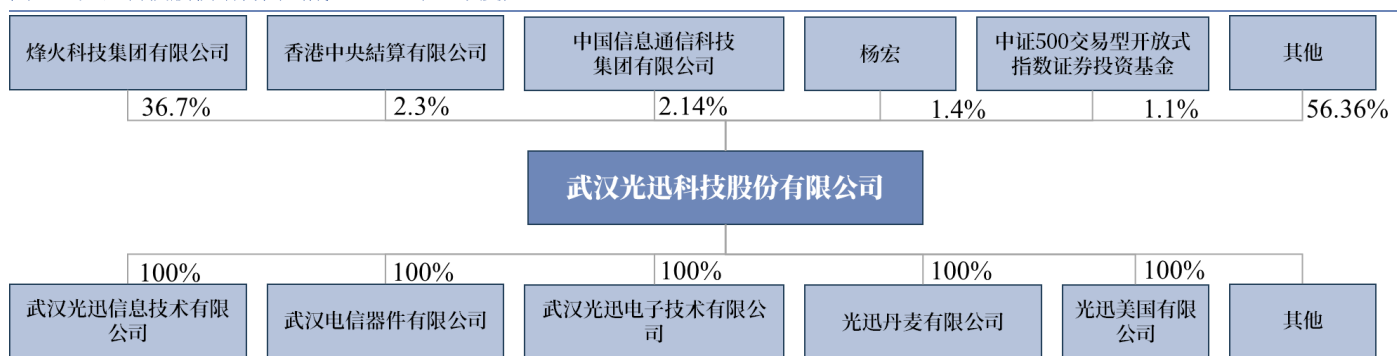 烽火科技集团有限公司
香港中央結算有限公司
中国信息通信科技
集团有限公司
杨宏
中证500交易型开放式
指数证券投资基金
其他
36.7%
2.3%
2.14%
1.4%
1.1%
56.36%
武汉光迅科技股份有限公司
100%
100%
100%
100%
100%
武汉光迅信息技术有限
公司
武汉电信器件有限公司
武汉光迅电子技术有限公
司
光迅丹麦有限公司
光迅美国有限
公司
其他